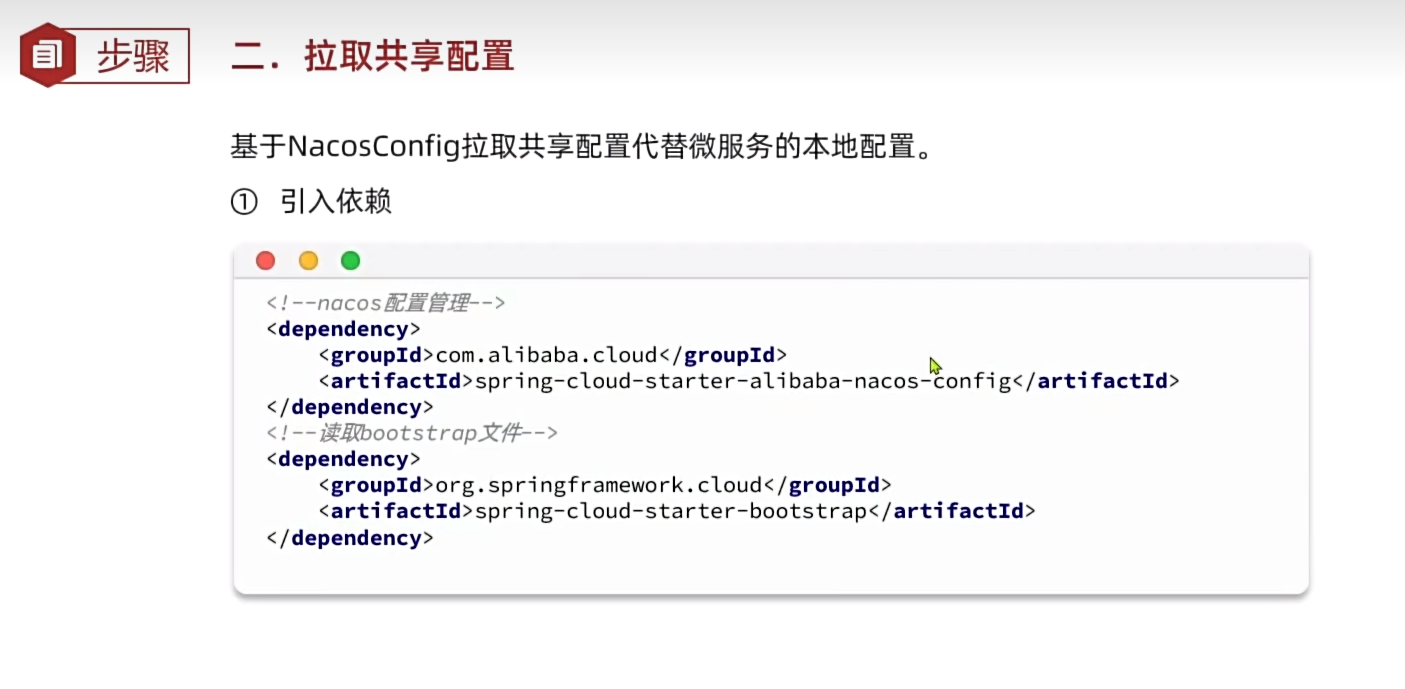 步骤
二. 拉取共享配置
基于NacosConfig拉取共享配置代替微服务的本地配置。
① 引入依赖
<!--nacos配置管理-->
<dependency>
    <groupId>com.alibaba.cloud</groupId>
    <artifactId>spring-cloud-starter-alibaba-nacos-config</artifactId>
</dependency>
<!--读取bootstrap文件-->
<dependency>
    <groupId>org.springframework.cloud</groupId>
    <artifactId>spring-cloud-starter-bootstrap</artifactId>
</dependency>